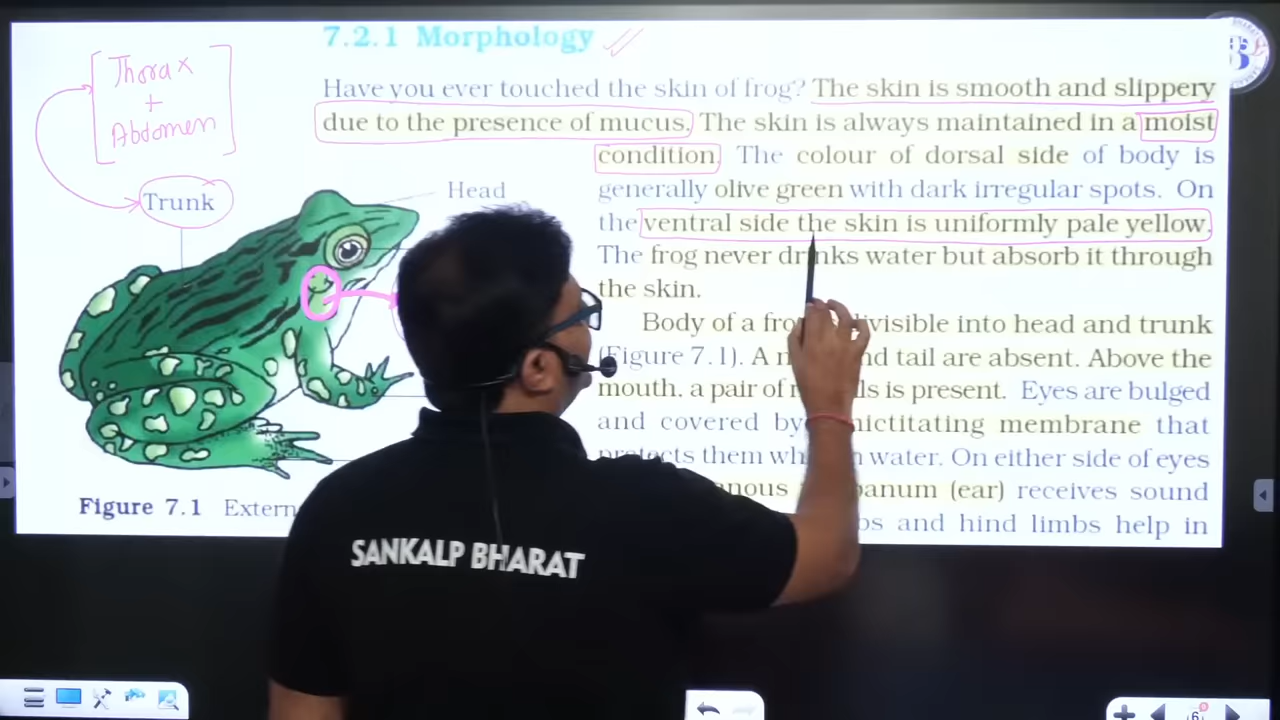 7.2.1 Morphology
Thorax
+
Abdomen
Trunk
Head
Have you ever touched the skin of frog? The skin is smooth and slippery
due to the presence of mucus. The skin is always maintained in a moist
condition. The colour of dorsal side of body is
generally olive green with dark irregular spots. On
the ventral side the skin is uniformly pale yellow.
The frog never drinks water but absorb it through
the skin.
Body of a divisible into head and trunk
(Figure 7.1). A tail are absent. Above the
mouth, a pair of is present. Eyes are bulged
and covered by nictitating membrane that
protects them water. On either side of eyes
(ear) receives sound
and hind limbs help in
Figure 7.1 Extern
SANKALP BHARAT
6